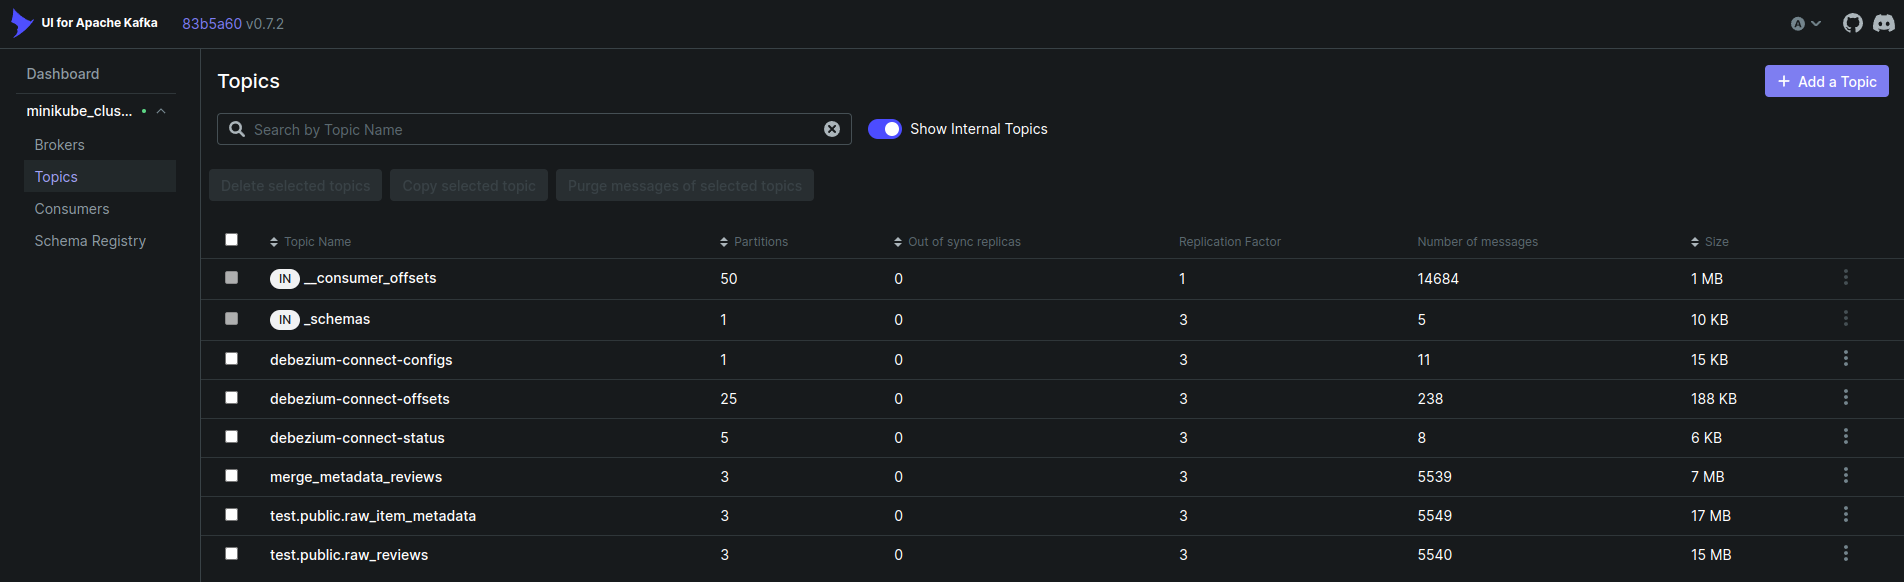 UI for Apache Kafka 83b5a60 v0.7.2 A
Dashboard
minikube_clus...
Brokers
Topics
Consumers
Schema Registry
Topics
+ Add a Topic
Search by Topic Name
Show Internal Topics
Delete selected topics Copy selected topic Purge messages of selected topics
Topic Name Partitions Out of sync replicas Replication Factor Number of messages Size
IN __consumer_offsets 50 0 1 14684 1 MB
IN _schemas 1 0 3 5 10 KB
debezium-connect-configs 1 0 3 11 15 KB
debezium-connect-offsets 25 0 3 238 188 KB
debezium-connect-status 5 0 3 8 6 KB
merge_metadata_reviews 3 0 3 5539 7 MB
test.public.raw_item_metadata 3 0 3 5549 17 MB
test.public.raw_reviews 3 0 3 5540 15 MB